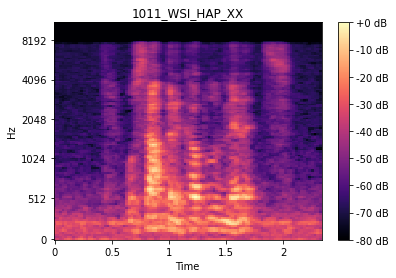 1011_WSI_HAP_XX
+0 dB
8192
-10 dB
4096
-20 dB
-30 dB
2048
Hz
-40 dB
1024
-50 dB
512
-60 dB
-70 dB
0
-80 dB
0 0.5 1 1.5 2
Time